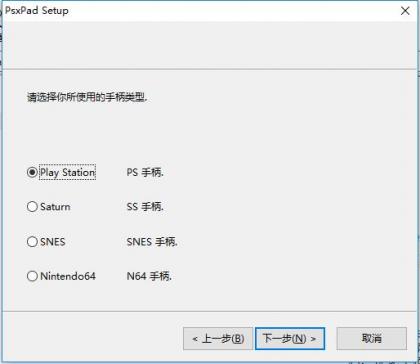 PsxPad Setup
请选择你所使用的手柄类型.
Play Station PS 手柄.
Saturn SS 手柄.
SNES SNES 手柄.
Nintendo64 N64 手柄.
< 上一步(B) 下一步(N) > 取消